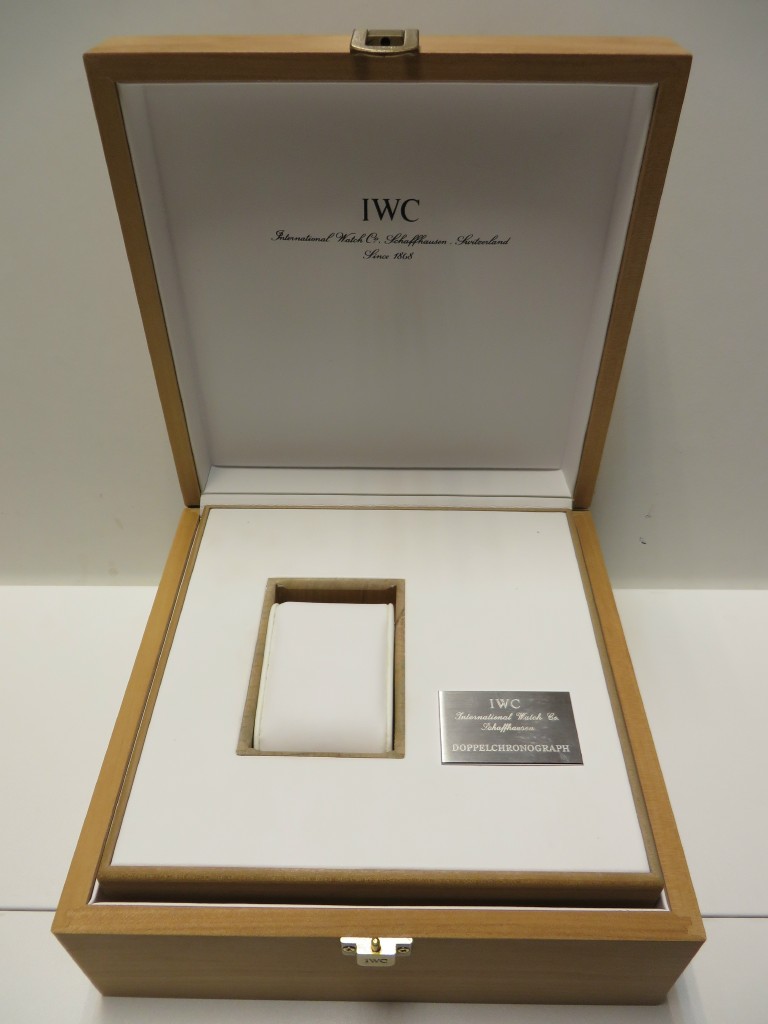 IWC
International Watch Co. Schaffhausen. Switzerland
Since 1868
IWC
International Watch Co.
Schaffhausen
DOPPELCHRONOGRAPH
IWC